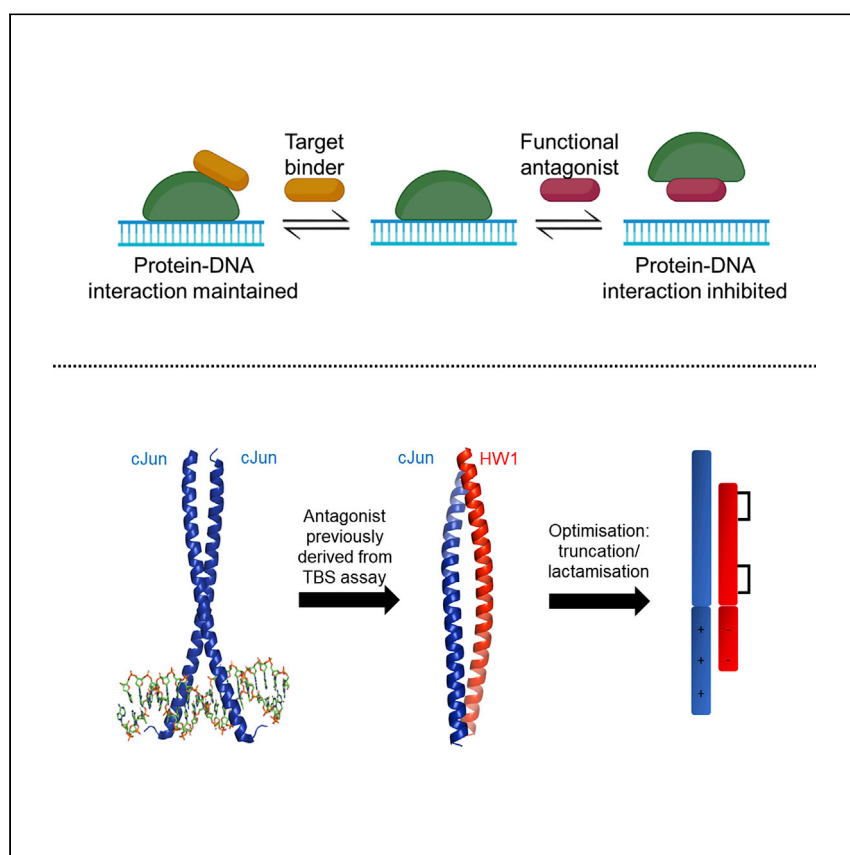 Target
binder
Functional
antagonist
Protein-DNA
interaction maintained
Protein-DNA
interaction inhibited
cJun
cJun
cJun
HW1
Antagonist
previously
derived from
TBS assay
Optimisation:
truncation/
lactamisation
+
+
+
-
-